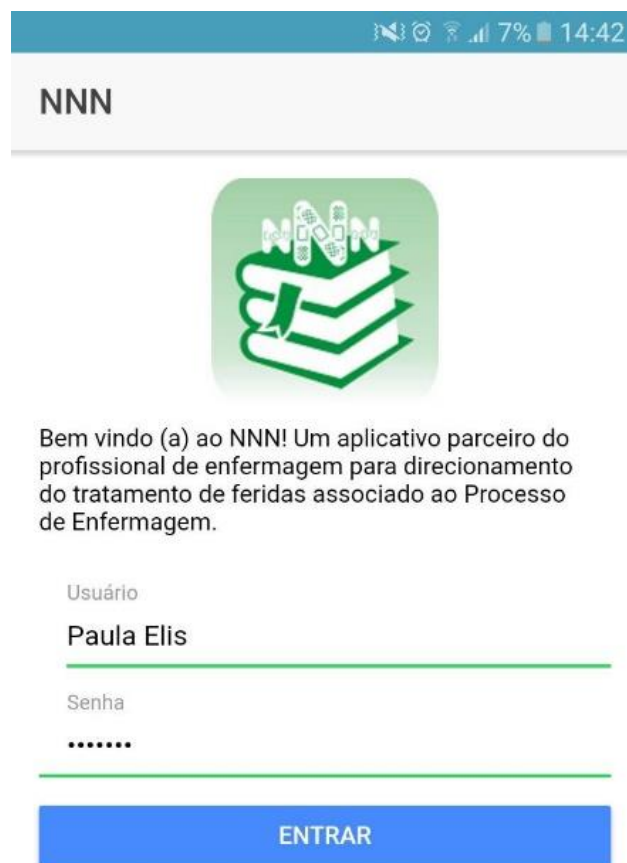 7% 14:42
NNN
NNN
Bem vindo (a) ao NNN! Um aplicativo parceiro do
profissional de enfermagem para direcionamento
do tratamento de feridas associado ao Processo
de Enfermagem.
Usuário
Paula Elis
Senha
•••••••
ENTRAR